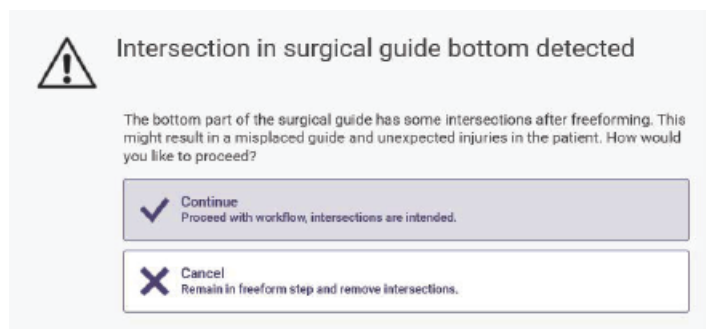 Intersection in surgical guide bottom detected
The bottom part of the surgical guide has some intersections after freeforming. This
might result in a misplaced guide and unexpected injuries in the patient. How would
you like to proceed?
Continue
Proceed with workflow, intersections are intended.
Cancel
Remain in freeform step and remove intersections.